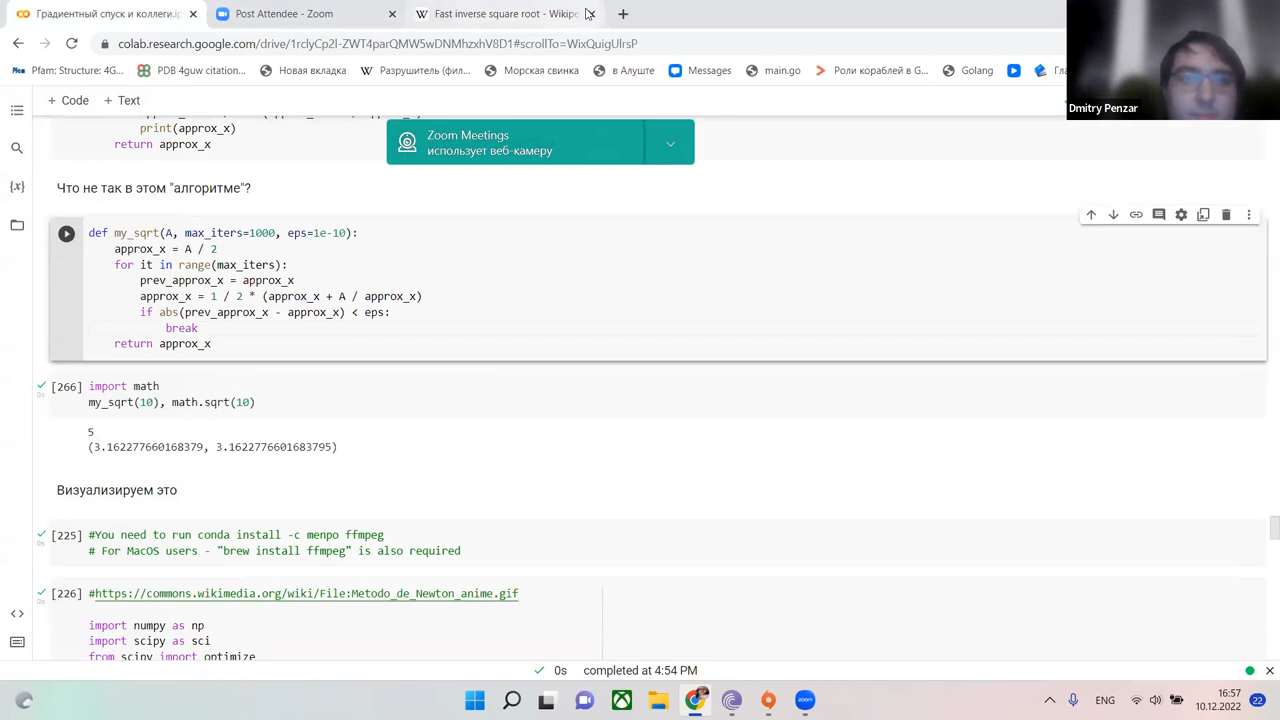 Градиентный спуск и коллеги.ip
Post Attendee - Zoom
Fast inverse square root - Wikipe
colab.research.google.com/drive/1rclyCp2l-ZWT4parQMW5wDNMhzxhV8D1#scrollTo=WixQuigUlrsP
Pfam: Structure: 4G...
PDB 4guw citation...
Новая вкладка
Разрушитель (фил...
Морская свинка
в Алуште
Messages
main.go
Роли кораблей в G...
Golang
Dmitry Penzar
+ Code + Text
print(approx_x)
return approx_x
Zoom Meetings
использует веб-камеру
Что не так в этом "алгоритме"?
def my_sqrt(A, max_iters=1000, eps=1e-10):
approx_x = A / 2
for it in range(max_iters):
prev_approx_x = approx_x
approx_x = 1 / 2 * (approx_x + A / approx_x)
if abs(prev_approx_x - approx_x) < eps:
break
return approx_x
[266] import math
0s
my_sqrt(10), math.sqrt(10)
5
(3.162277660168379, 3.1622776601683795)
Визуализируем это
[225] #You need to run conda install -c menpo ffmpeg
0s
# For MacOS users - "brew install ffmpeg" is also required
[226] #https://commons.wikimedia.org/wiki/File:Metodo_de_Newton_anime.gif
0s
import numpy as np
import scipy as sci
from scipy import optimize
0s completed at 4:54 PM
ENG
16:57
10.12.2022
22